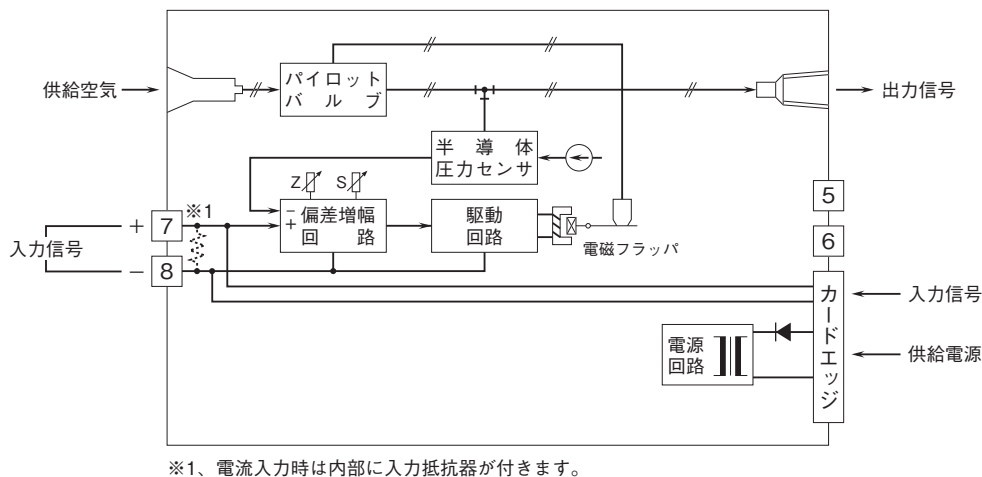 供給空気
パイロット
バルブ
出力信号
半導体
圧力センサ
Z
S
5
※1
−
+
偏差増幅
回路
駆動
回路
電磁フラッパ
6
+
7
入力信号
−
8
カードエッジ
入力信号
電源
回路
供給電源
※1、電流入力時は内部に入力抵抗器が付きます。